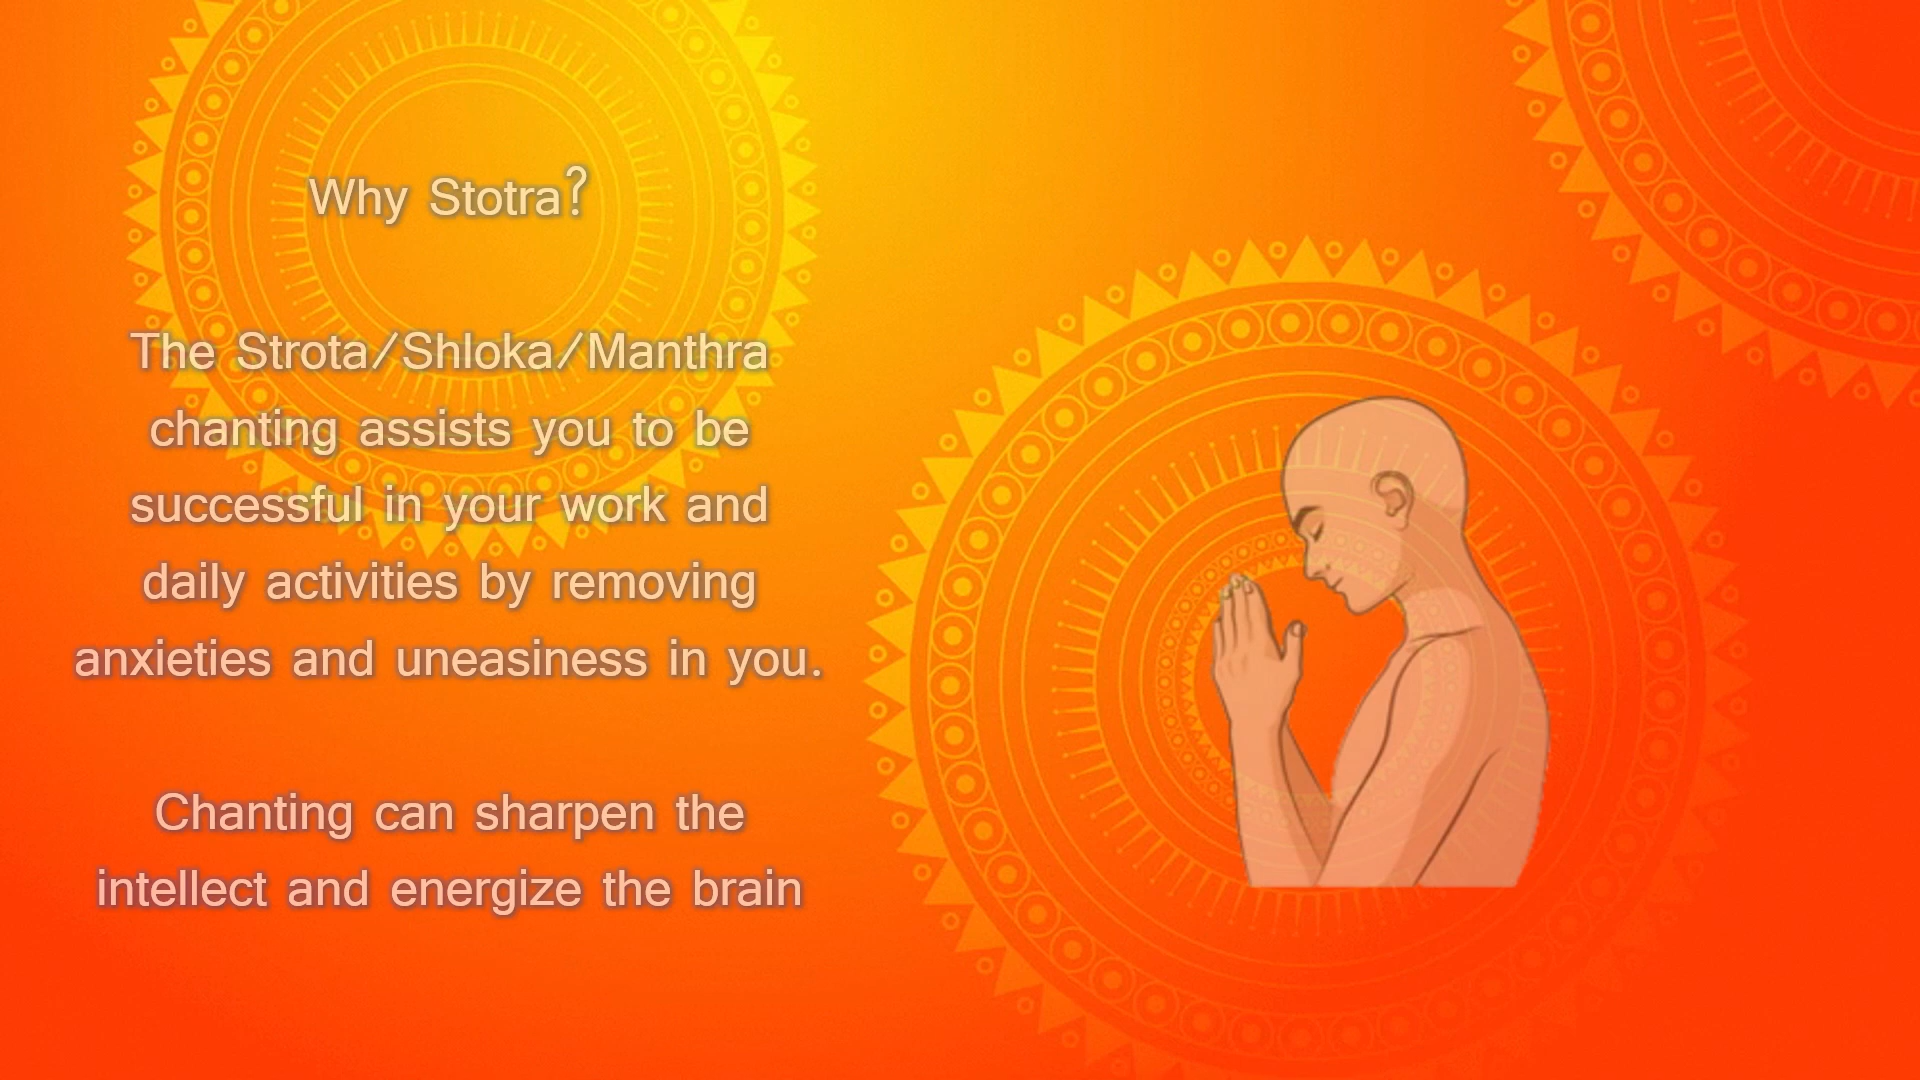 Why Stotra?
The Strota/Shloka/Manthra
chanting assists you to be
successful in your work and
daily activities by removing
anxieties and uneasiness in you.
Chanting can sharpen the
intellect and energize the brain